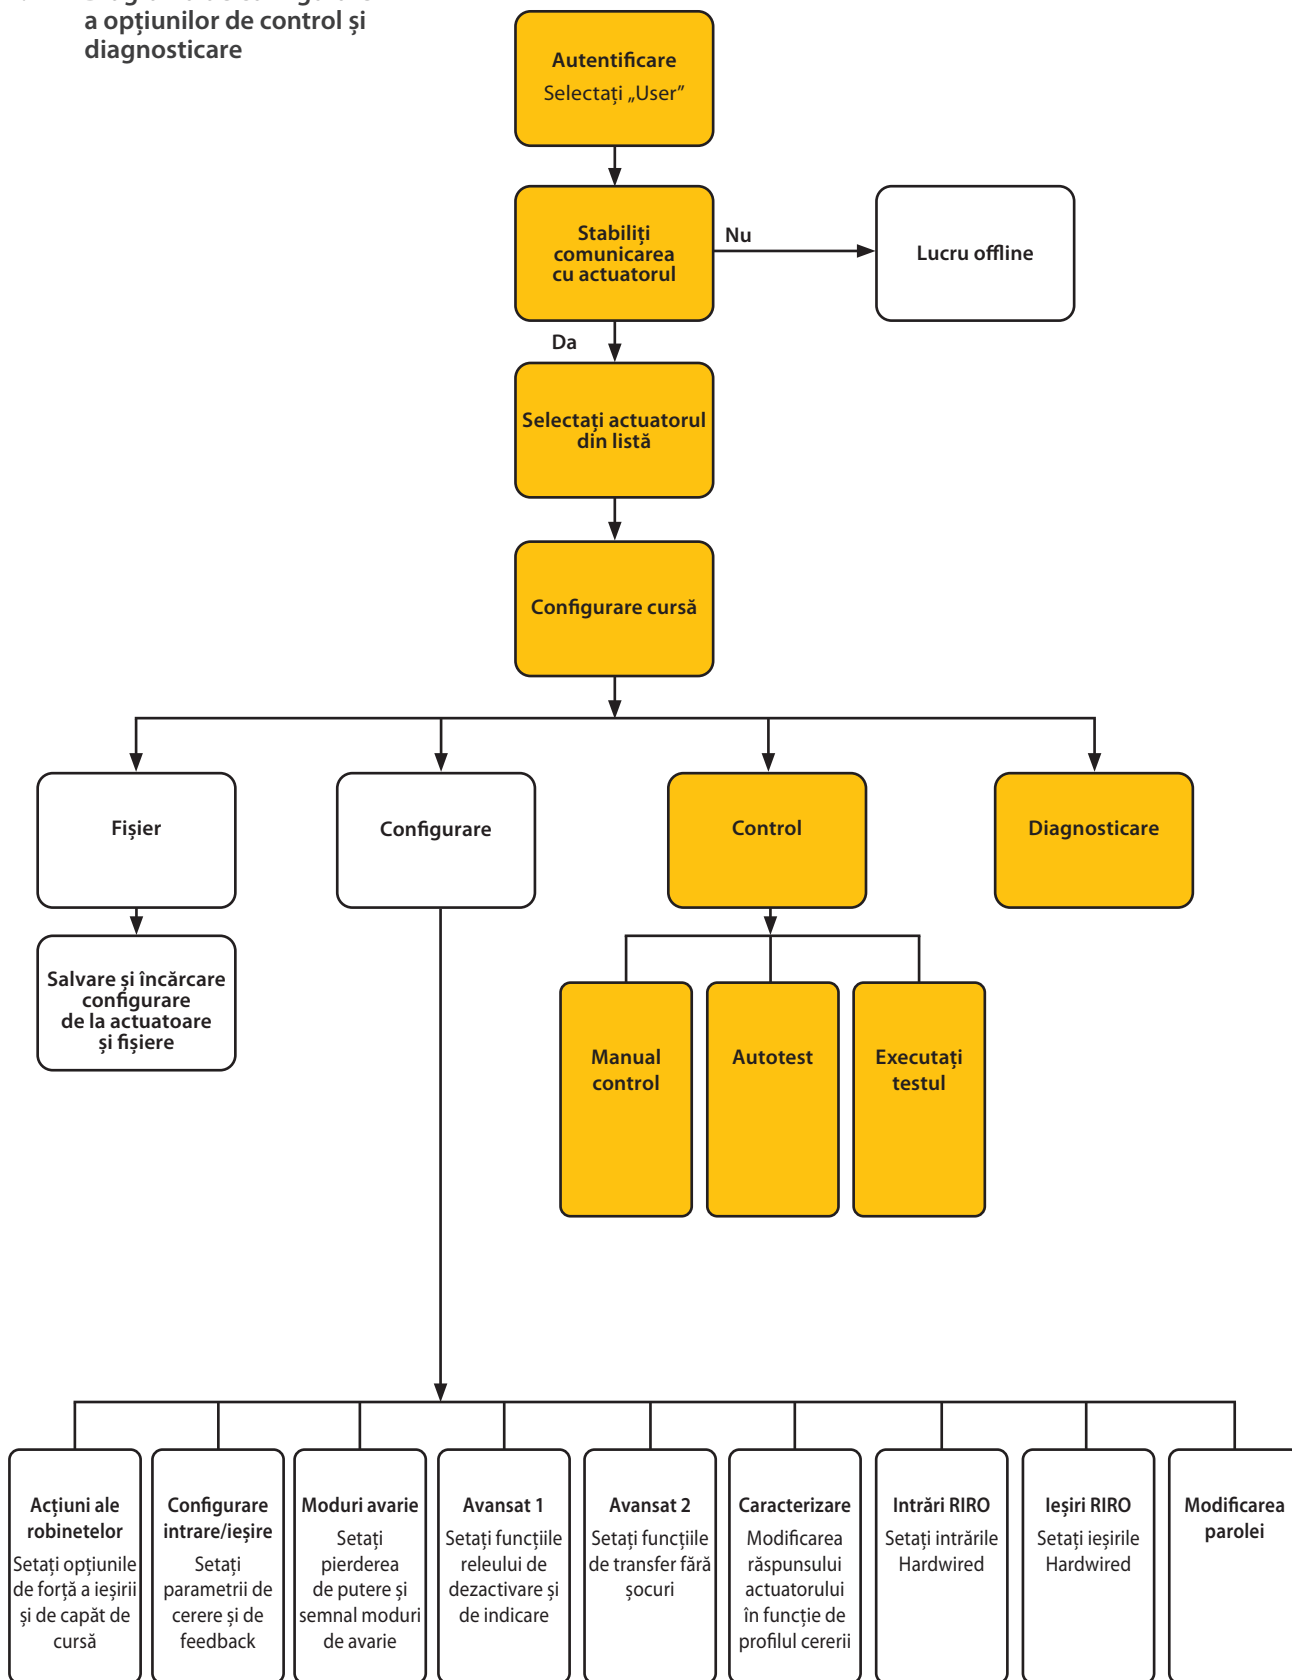 a opțiunilor de control și
diagnosticare
Autentificare
Selectați „User”
Stabiliți
comunicarea
cu actuatorul
Nu
Lucru offline
Da
Selectați actuatorul
din listă
Configurare cursă
Fișier
Configurare
Control
Diagnosticare
Salvare și încărcare
configurare
de la actuatoare
și fișiere
Manual
control
Autotest
Executați
testul
Acțiuni ale
robinetelor
Setați opțiunile
de forță a ieșirii
și de capăt de
cursă
Configurare
intrare/ieșire
Setați
parametrii de
cerere și de
feedback
Moduri avarie
Setați
pierderea
de putere și
semnal moduri
de avarie
Avansat 1
Setați funcțiile
releului de
dezactivare și
de indicare
Avansat 2
Setați funcțiile
de transfer fără
șocuri
Caracterizare
Modificarea
răspunsului
actuatorului
în funcție de
profilul cererii
Intrări RIRO
Setați intrările
Hardwired
Ieșiri RIRO
Setați ieșirile
Hardwired
Modificarea
parolei